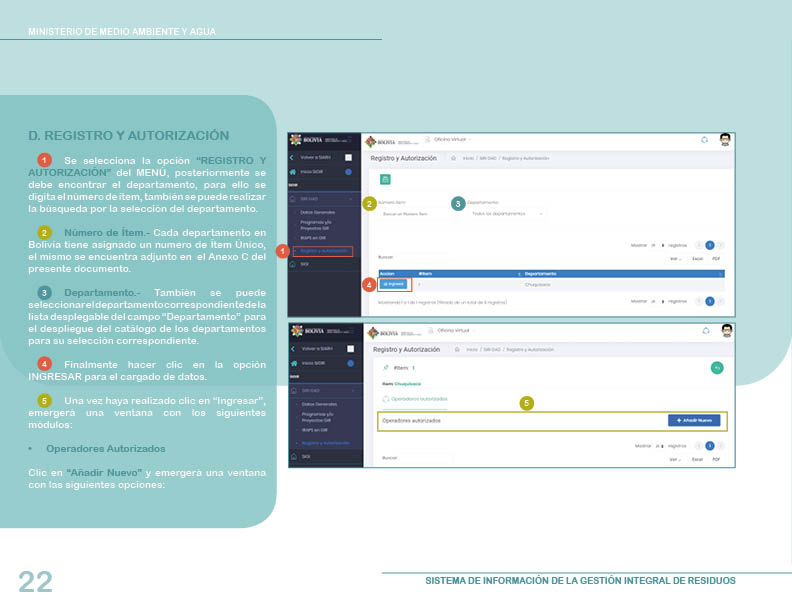 MINISTERIO DE MEDIO AMBIENTE Y AGUA
D. REGISTRO Y AUTORIZACIÓN
1 Se selecciona la opción “REGISTRO Y
AUTORIZACIÓN” del MENÚ, posteriormente se
debe encontrar el departamento, para ello se
digita el número de ítem, también se puede realizar
la búsqueda por la selección del departamento.
2 Número de Ítem.- Cada departamento en
Bolivia tiene asignado un numero de Ítem Único,
el mismo se encuentra adjunto en el Anexo C del
presente documento.
3 Departamento.- También se puede
seleccionar el departamento correspondiente de la
lista desplegable del campo “Departamento” para
el despliegue del catálogo de los departamentos
para su selección correspondiente.
4 Finalmente hacer clic en la opción
INGRESAR para el cargado de datos.
5 Una vez haya realizado clic en “Ingresar”,
emergerá una ventana con los siguientes
módulos:
• Operadores Autorizados
Clic en “Añadir Nuevo” y emergerá una ventana
con las siguientes opciones:
BOLIVIA
Volver a SIARH
Inicio SIGIR
SIGIR
SIR GAD
Datos Generales
Programas y/o
Proyectos GIR
IRAPS en GIR
1 Registro y Autorización
SIGI
BOLIVIA
Oficina Virtual
Registro y Autorización
Inicio / SIR GAD / Registro y Autorización
2 Número Item: 3 Departamento:
Buscar un Número Item Todos los departamentos
Mostrar registros 1
Buscar Ver Excel PDF
Accion #Item Departamento
4 Ingresar 1 Chuquisaca
Mostrando 1 a 1 de 1 registros (filtrado de un total de 9 registros) Mostrar registros 1
BOLIVIA
Volver a SIARH
Inicio SIGIR
SIGIR
SIR GAD
Datos Generales
Programas y/o
Proyectos GIR
IRAPS en GIR
Registro y Autorización
SIGI
BOLIVIA
Oficina Virtual
Registro y Autorización
Inicio / SIR GAD / Registro y Autorización
#Item: 1
Item: Chuquisaca
Operadores autorizados
5
Operadores autorizados + Añadir Nuevo
Mostrar registros 1
Buscar Ver Excel PDF
22
SISTEMA DE INFORMACIÓN DE LA GESTIÓN INTEGRAL DE RESIDUOS